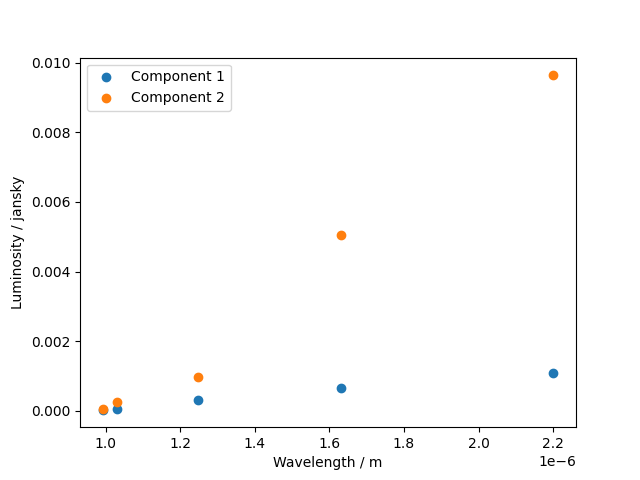 0.010
0.008
0.006
0.004
0.002
0.000
Luminosity / jansky
Component 1
Component 2
1.0 1.2 1.4 1.6 1.8 2.0 2.2
1e−6
Wavelength / m